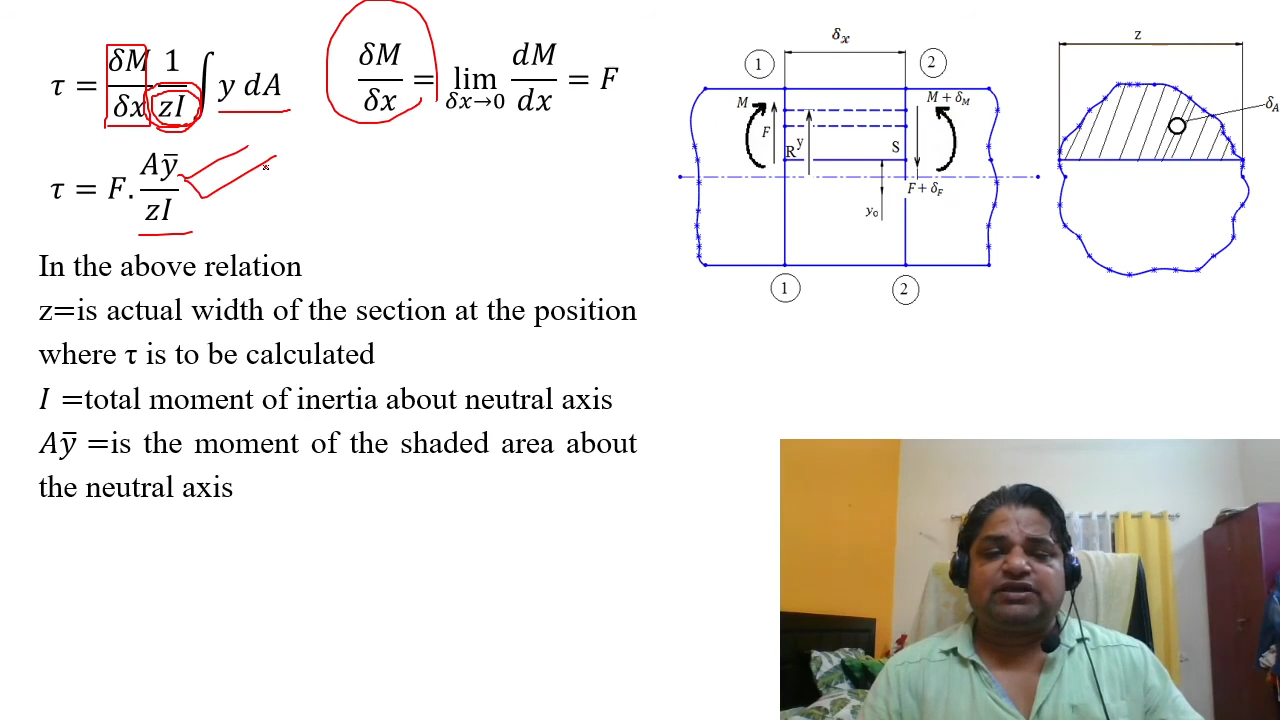 τ = δM/δx 1/zI ∫ y dA
δM/δx = lim δx→0 dM/dx = F
τ = F. Aȳ/zI
In the above relation
z=is actual width of the section at the position
where τ is to be calculated
I =total moment of inertia about neutral axis
Aȳ =is the moment of the shaded area about
the neutral axis
δx
1
2
M
M + δM
F
R
y
S
F + δF
y₀
1
2
z
δA